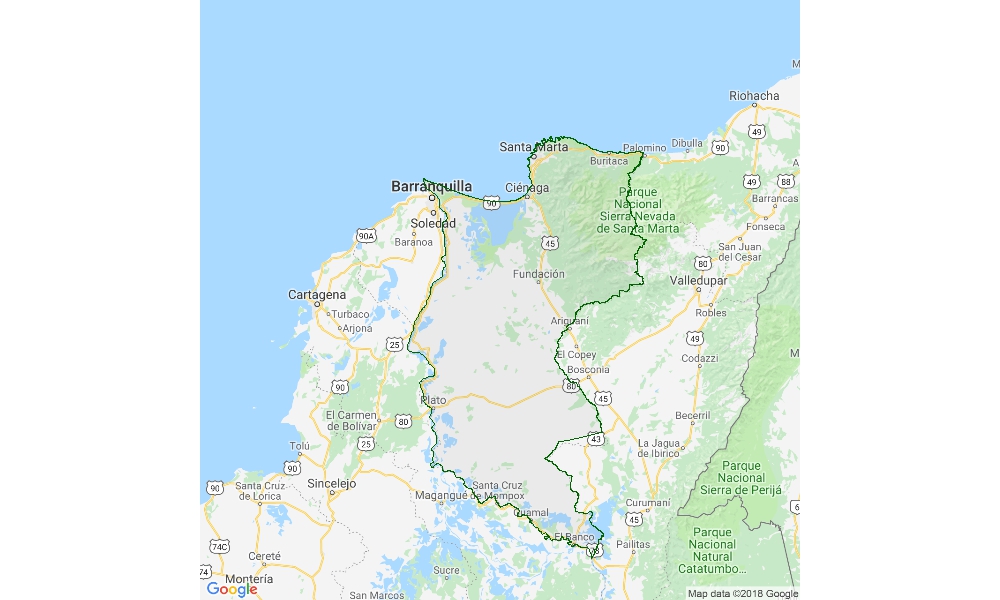 M
Riohacha
49
Santa Marta
Palomino
Dibulla
90
Buritaca
A
49
88
Barranquilla
Ciénaga
Parque
Nacional
Sierra Nevada
de Santa Marta
Barrancas
90
Soledad
Fonseca
90A
Baranoa
45
San Juan
del Cesar
80
Fundación
Valledupar
Cartagena
Turbaco
Arjona
Robles
Ariguaní
25
49
El Copey
Codazzi
M
Bosconia
90
80
45
Plato
El Carmen
de Bolívar
80
Becerril
25
43
La Jagua
de Ibirico
Tolú
90
Parque
Nacional
Sierra de Perijá
90
Santa Cruz
de Lorica
Sincelejo
Santa Cruz
de Mompox
Magangué
Curumaní
6
Guamal
45
El Banco
Parque
Nacional
Natural
Catatumbo...
74C
Pailitas
Cereté
74
Sucre
Montería
Google
San Marcos
Map data ©2018 Google